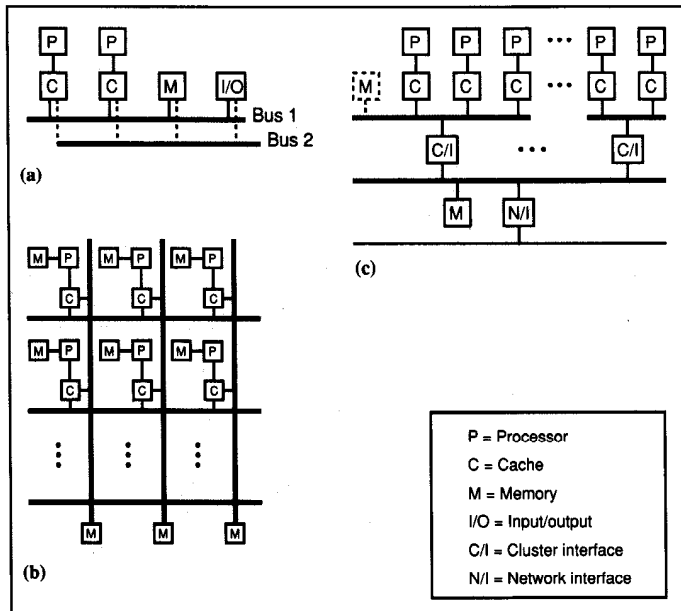 P P
C C M I/O
Bus 1
Bus 2
(a)
P P P ••• P P
M C C C ••• C C
C/I ••• C/I
M N/I
(c)
M P M P M P
C C C
M P M P M P
C C C
M M M
(b)
P = Processor
C = Cache
M = Memory
I/O = Input/output
C/I = Cluster interface
N/I = Network interface